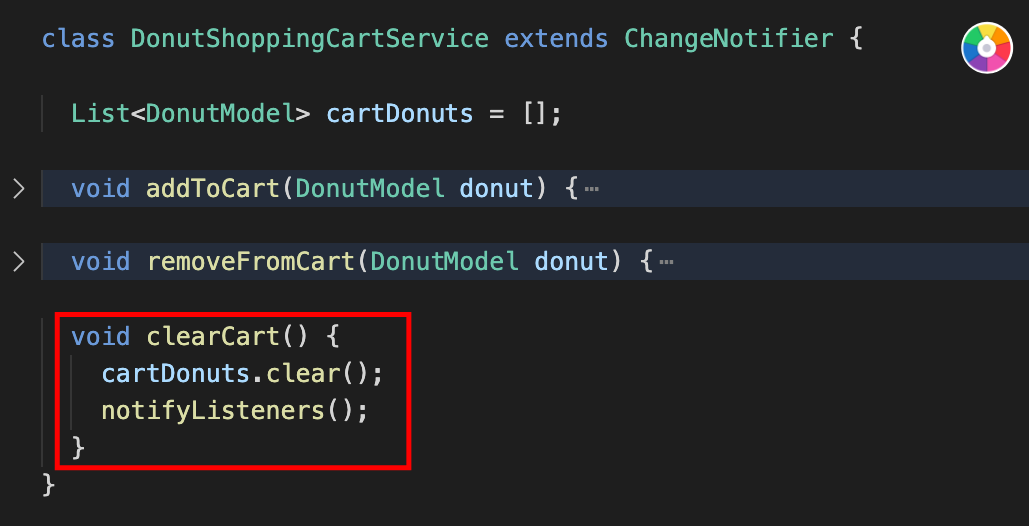 class DonutShoppingCartService extends ChangeNotifier {
List<DonutModel> cartDonuts = [];
void addToCart(DonutModel donut) {⋯
void removeFromCart(DonutModel donut) {⋯
void clearCart() {
cartDonuts.clear();
notifyListeners();
}
}